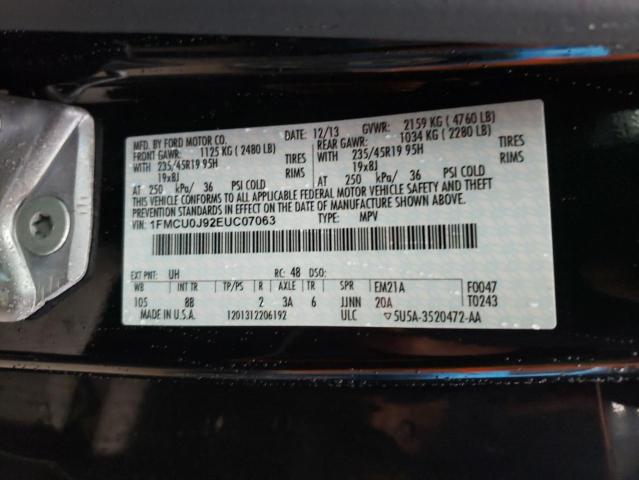 MFD. BY FORD MOTOR CO.
DATE: 12/13 GVWR: 2159 KG ( 4760 LB)
FRONT GAWR: 1125 KG ( 2480 LB) REAR GAWR: 1034 KG ( 2280 LB)
WITH 235/45R19 95H TIRES WITH 235/45R19 95H TIRES
19x8J RIMS 19x8J RIMS
AT 250 kPa/ 36 PSI COLD AT 250 kPa/ 36 PSI COLD
THIS VEHICLE CONFORMS TO ALL APPLICABLE FEDERAL MOTOR VEHICLE SAFETY AND THEFT
PREVENTION STANDARDS IN EFFECT ON THE DATE OF MANUFACTURE SHOWN ABOVE.
VIN: 1FMCU0J92EUC07063 TYPE: MPV
EXT PNT: UH RC: 48 DSO:
WB INT TR TP/PS R AXLE TR SPR EM21A F0047
105 8B 2 3A 6 JJNN 20A T0243
MADE IN U.S.A. 1201312206192 ULC ▽5U5A-3520472-AA